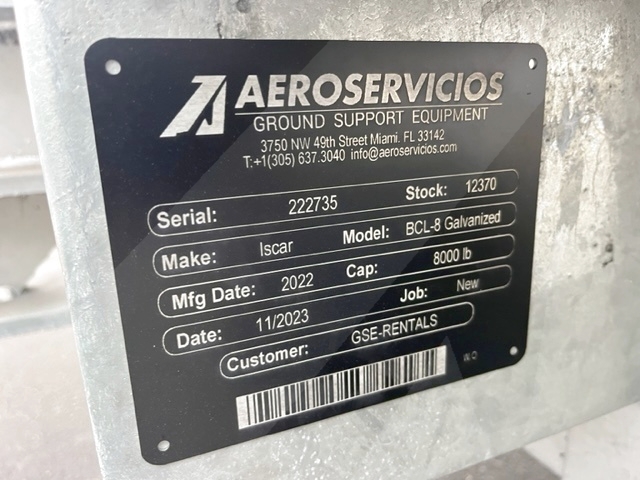 AEROSERVICIOS
GROUND SUPPORT EQUIPMENT
3750 NW 49th Street Miami. FL 33142
T:+1(305) 637.3040 info@aeroservicios.com
Serial: 222735 Stock: 12370
Make: Iscar Model: BCL-8 Galvanized
Mfg Date: 2022 Cap: 8000 lb
Date: 11/2023 Job: New
Customer: GSE-RENTALS